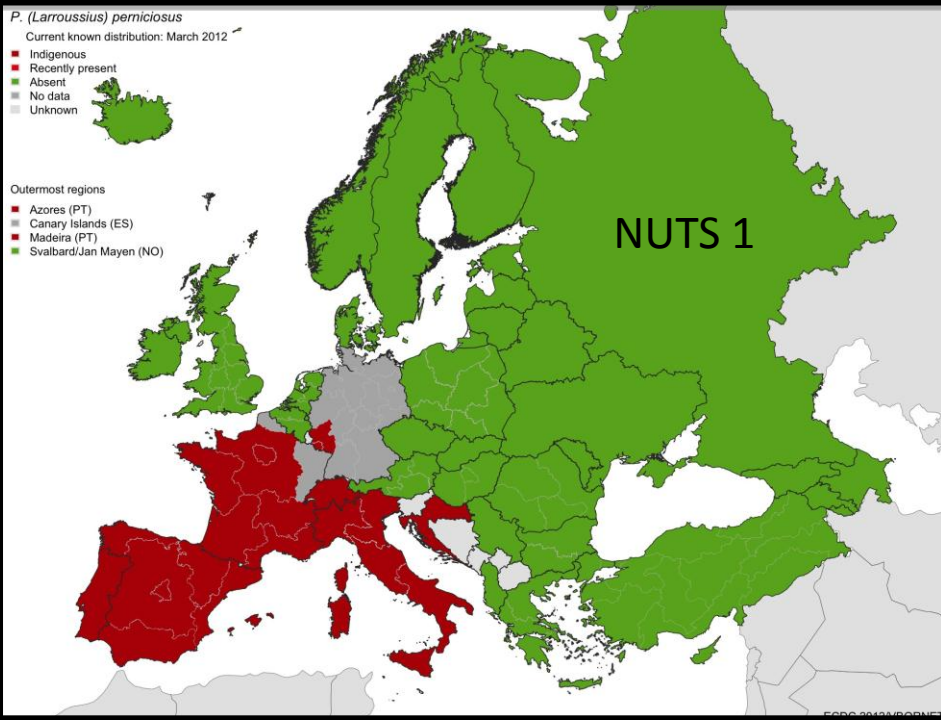 P. (Larroussius) perniciosus
Current known distribution: March 2012
Indigenous
Recently present
Absent
No data
Unknown
Outermost regions
Azores (PT)
Canary Islands (ES)
Madeira (PT)
Svalbard/Jan Mayen (NO)
NUTS 1